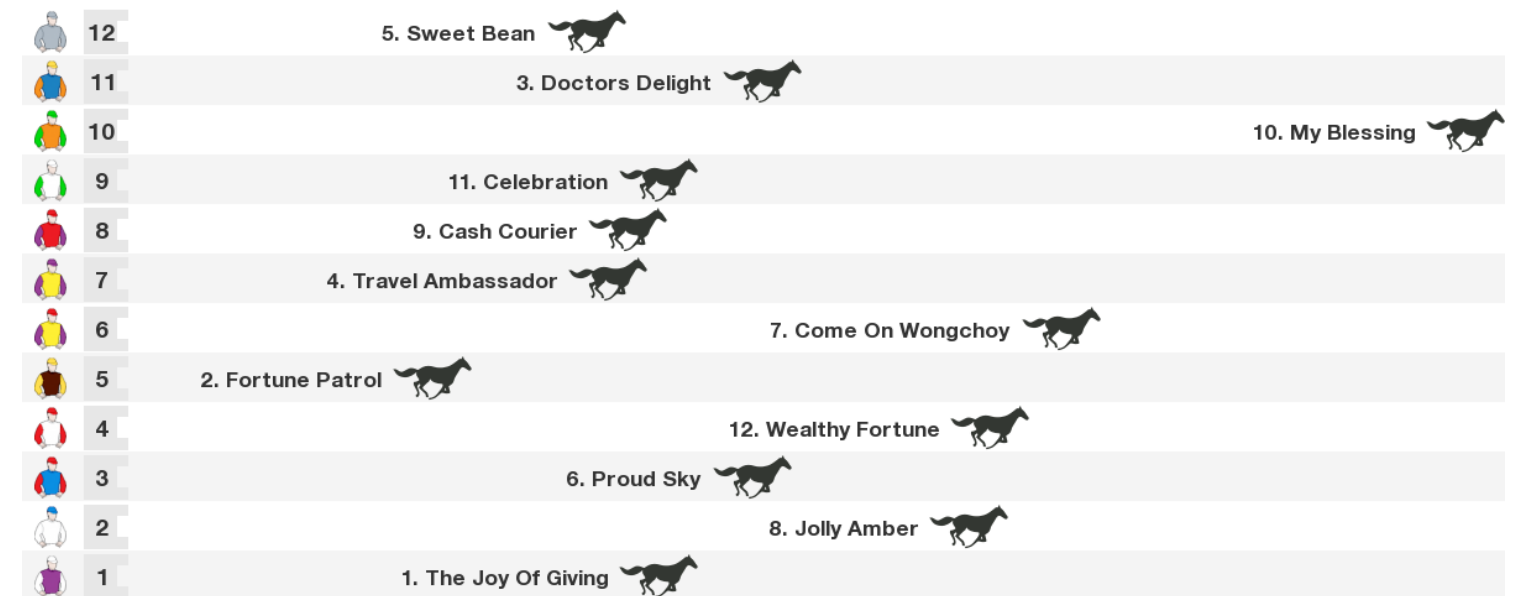 12 5. Sweet Bean
11 3. Doctors Delight
10 10. My Blessing
9 11. Celebration
8 9. Cash Courier
7 4. Travel Ambassador
6 7. Come On Wongchoy
5 2. Fortune Patrol
4 12. Wealthy Fortune
3 6. Proud Sky
2 8. Jolly Amber
1 1. The Joy Of Giving